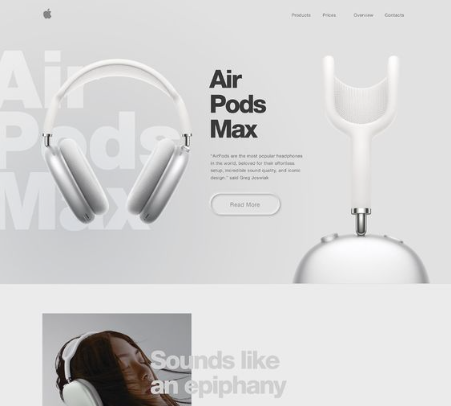 Products Prices Overview Contacts
Air
Pods
Max
Air
Pods
Max
"AirPods are the most popular headphones
in the world, beloved for their effortless
setup, incredible sound quality, and iconic
design." said Greg Joswiak
Read More
Sounds like
an epiphany